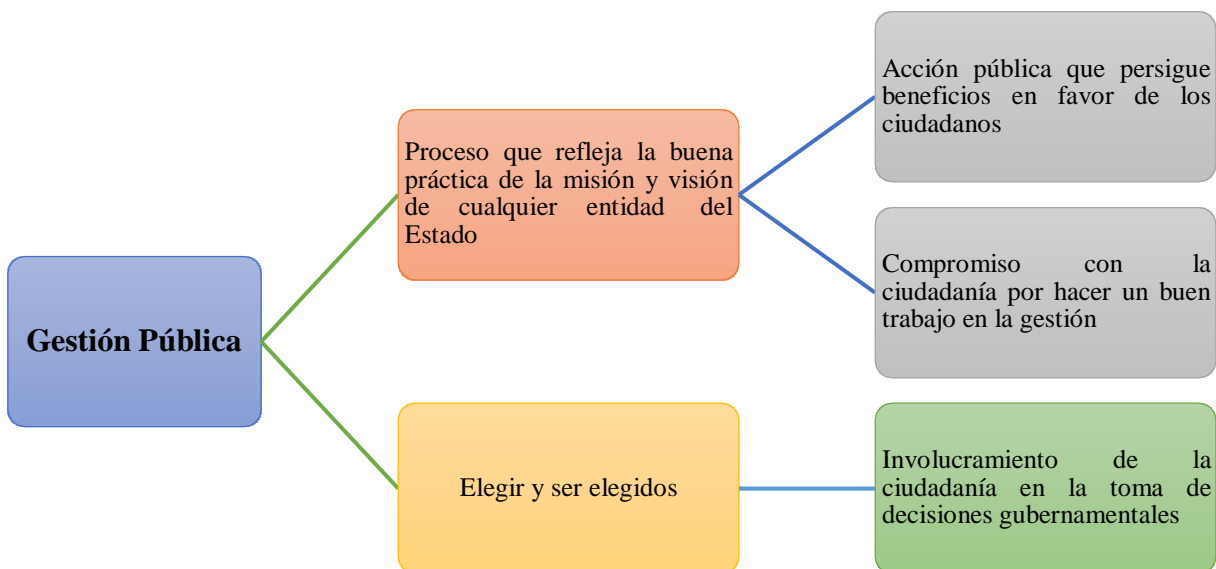 Gestión Pública
Proceso que refleja la buena
práctica de la misión y visión
de cualquier entidad del
Estado
Acción pública que persigue
beneficios en favor de los
ciudadanos
Compromiso con la
ciudadanía por hacer un buen
trabajo en la gestión
Elegir y ser elegidos
Involucramiento de la
ciudadanía en la toma de
decisiones gubernamentales